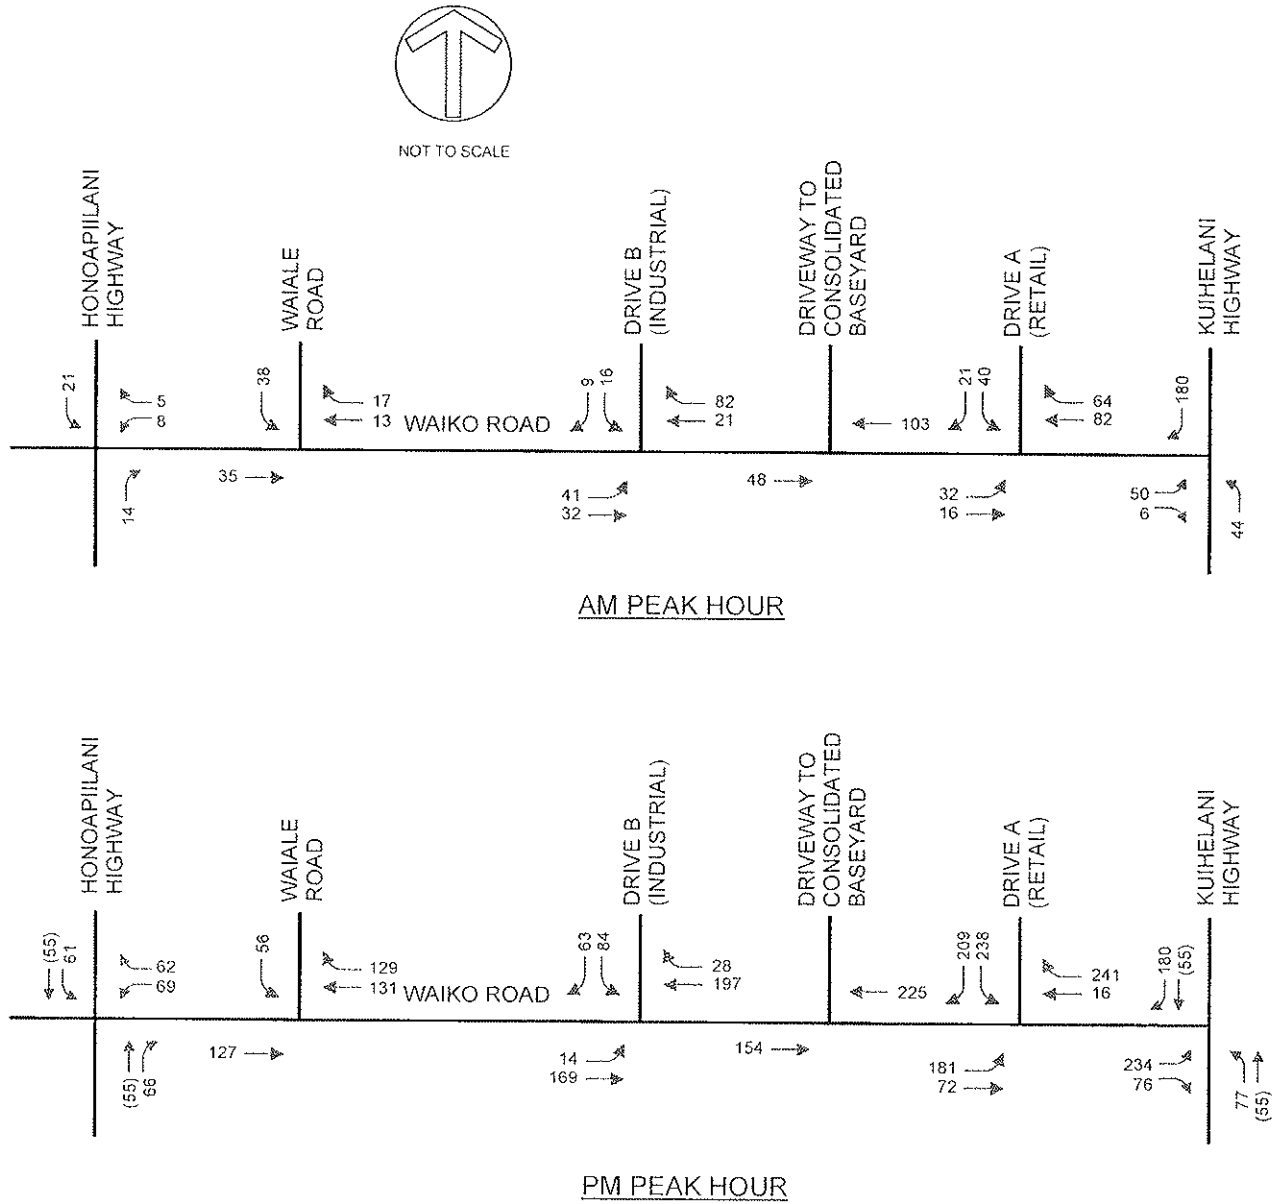 NOT TO SCALE
HONOAPIILANI
HIGHWAY
WAIALE
ROAD
DRIVE B
(INDUSTRIAL)
DRIVEWAY TO
CONSOLIDATED
BASEYARD
DRIVE A
(RETAIL)
KUIHELANI
HIGHWAY
21
5
8
14
38
17
13
35
WAIKO ROAD
9
16
82
21
41
32
103
48
21
40
64
82
32
16
180
50
6
44
AM PEAK HOUR
HONOAPIILANI
HIGHWAY
WAIALE
ROAD
DRIVE B
(INDUSTRIAL)
DRIVEWAY TO
CONSOLIDATED
BASEYARD
DRIVE A
(RETAIL)
KUIHELANI
HIGHWAY
(55)
61
62
69
(55)
66
56
129
131
127
WAIKO ROAD
63
84
28
197
14
169
225
154
209
238
241
16
181
72
180
(55)
234
76
77
(55)
PM PEAK HOUR